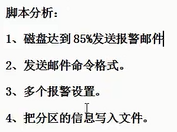 脚本分析：
1、磁盘达到 85%发送报警邮件
2、发送邮件命令格式。
3、多个报警设置。
4、把分区的信息写入文件。